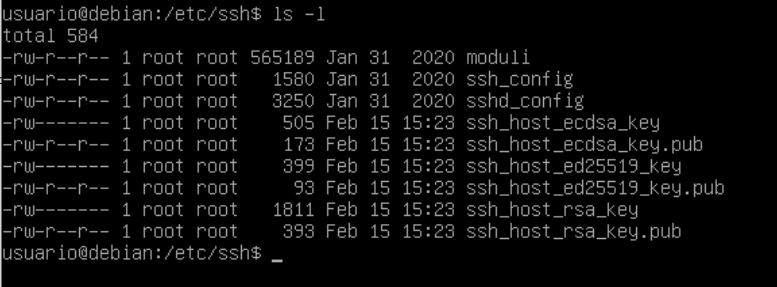 usuario@debian:/etc/ssh$ ls -l
total 584
-rw-r--r-- 1 root root 565189 Jan 31  2020 moduli
-rw-r--r-- 1 root root   1580 Jan 31  2020 ssh_config
-rw-r--r-- 1 root root   3250 Jan 31  2020 sshd_config
-rw------- 1 root root    505 Feb 15 15:23 ssh_host_ecdsa_key
-rw-r--r-- 1 root root    173 Feb 15 15:23 ssh_host_ecdsa_key.pub
-rw------- 1 root root    399 Feb 15 15:23 ssh_host_ed25519_key
-rw-r--r-- 1 root root     93 Feb 15 15:23 ssh_host_ed25519_key.pub
-rw------- 1 root root   1811 Feb 15 15:23 ssh_host_rsa_key
-rw-r--r-- 1 root root    393 Feb 15 15:23 ssh_host_rsa_key.pub
usuario@debian:/etc/ssh$ _